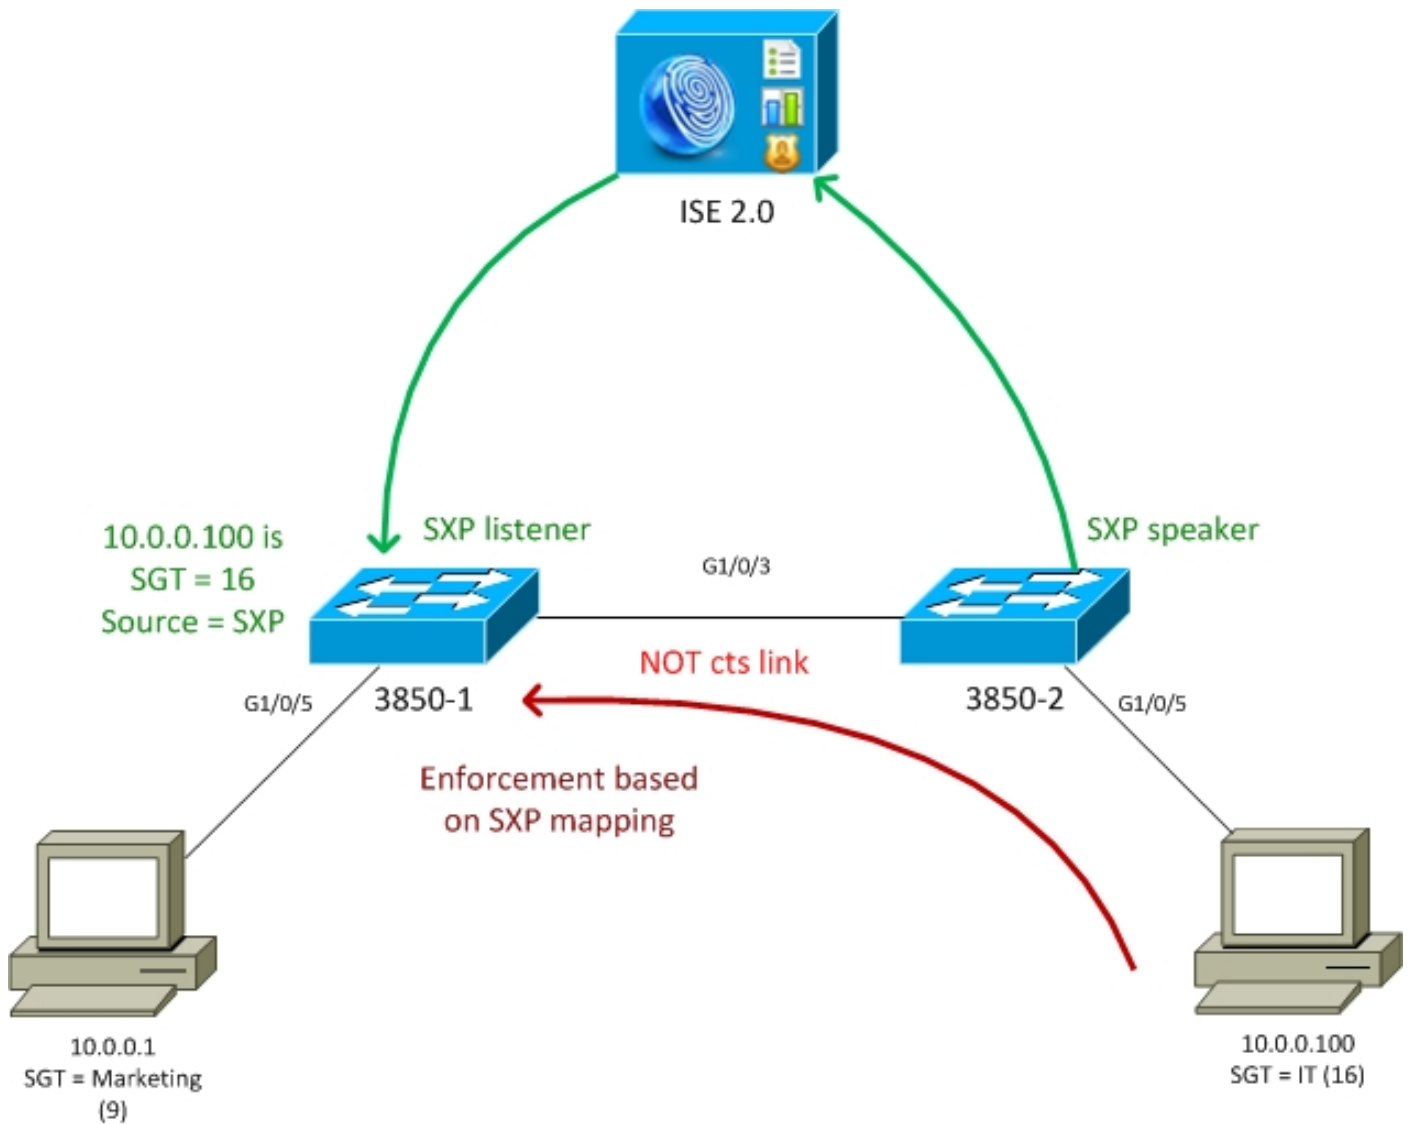 ISE 2.0
10.0.0.100 is
SGT = 16
Source = SXP
SXP listener
SXP speaker
G1/0/3
NOT cts link
G1/0/5
3850-1
3850-2
G1/0/5
Enforcement based
on SXP mapping
10.0.0.1
SGT = Marketing
(9)
10.0.0.100
SGT = IT (16)